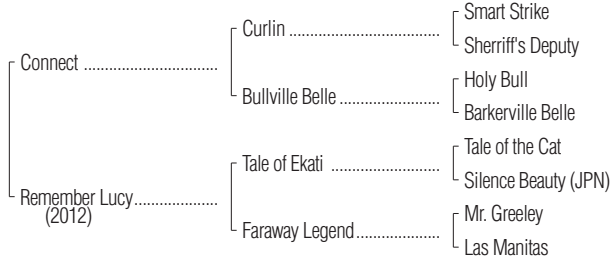 Smart Strike
Curlin
Sherriff's Deputy
Connect ................................
Holy Bull
Bullville Belle ........................
Barkerville Belle
Tale of the Cat
Tale of Ekati ..........................
Silence Beauty (JPN)
Remember Lucy....................
(2012)
Mr. Greeley
Faraway Legend....................
Las Manitas